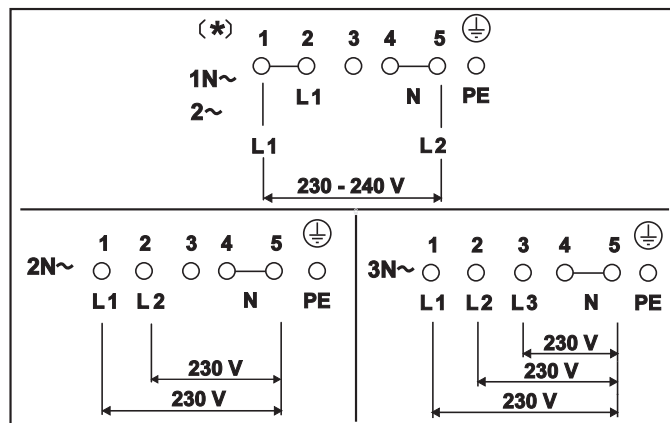 (*) 1 2 3 4 5
1N~ L1 N PE
2~
L1 L2
230 - 240 V
1 2 3 4 5
2N~
L1 L2 N PE
230 V
230 V
1 2 3 4 5
3N~
L1 L2 L3 N PE
230 V
230 V
230 V